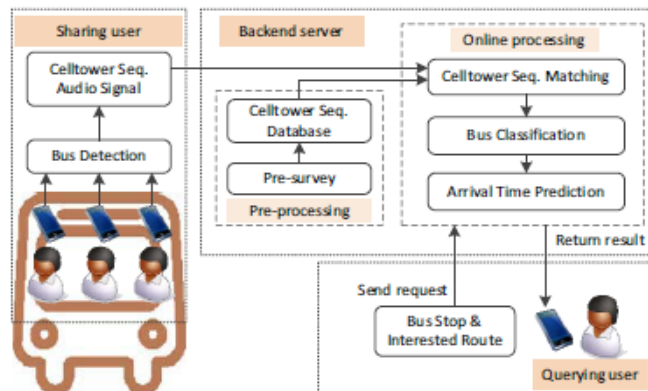 Sharing user
Celltower Seq.
Audio Signal
Bus Detection
Backend server
Celltower Seq.
Database
Pre-survey
Pre-processing
Online processing
Celltower Seq. Matching
Bus Classification
Arrival Time Prediction
Return result
Send request
Bus Stop &
Interested Route
Querying user